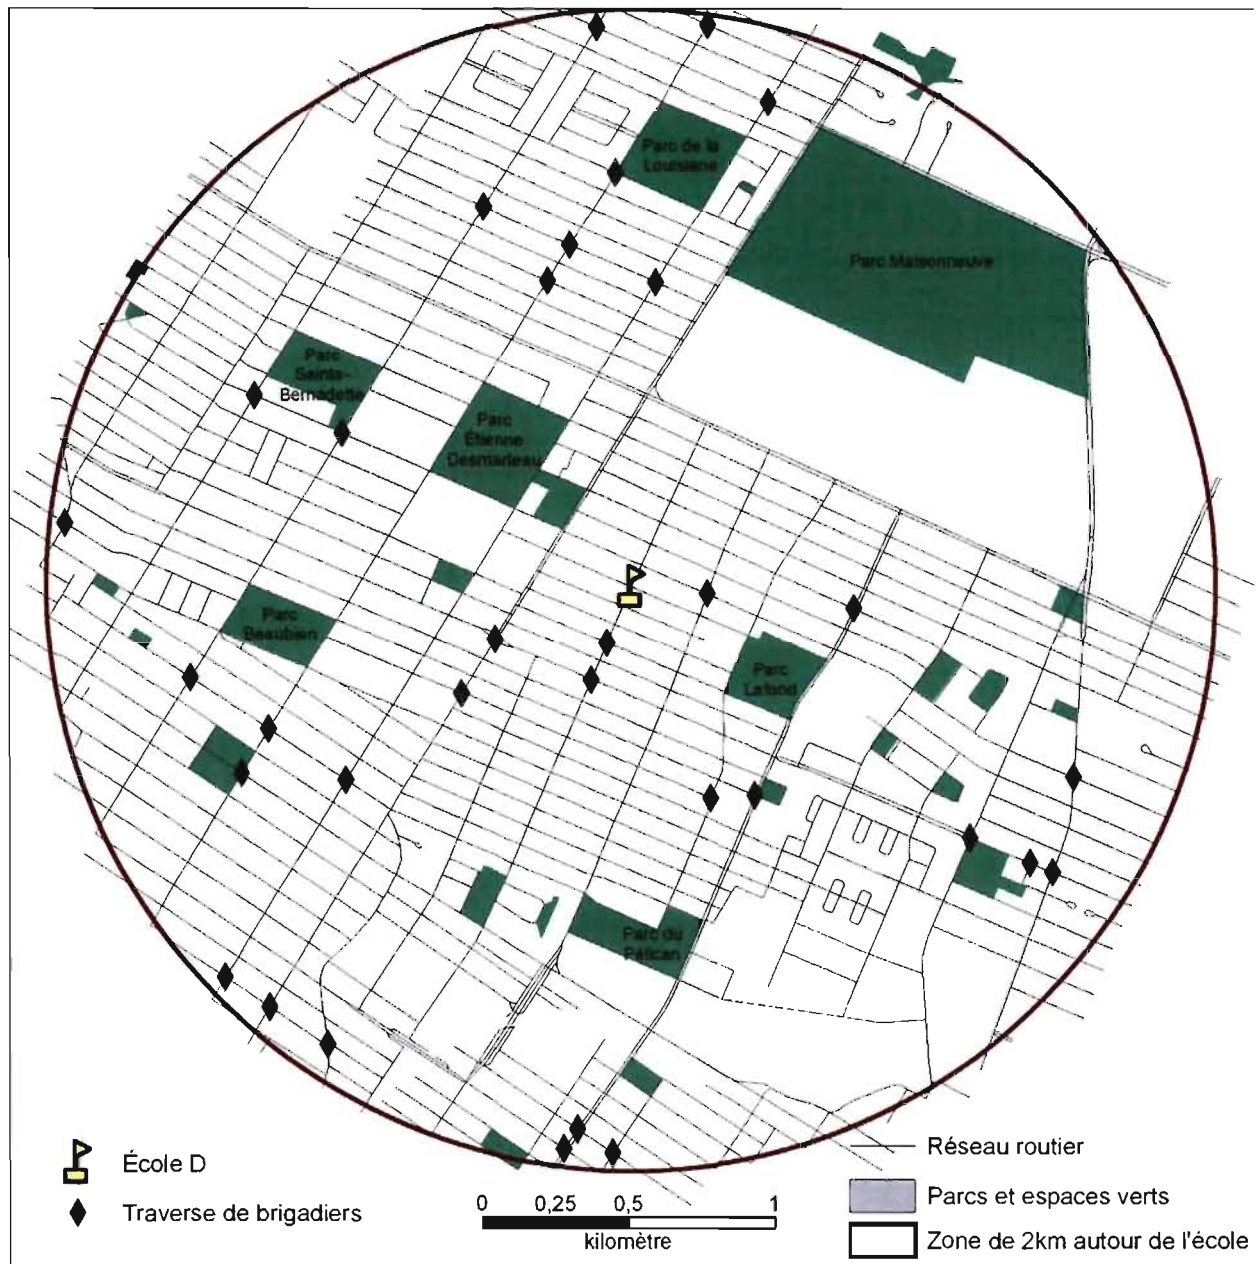 Parc de la
Louisiane
Parc Maisonneuve
Parc
Sainte-
Bernadette
Parc
Étienne
Desmarteau
Parc
Beaubien
Parc
Lafond
Parc du
Pélican
École D
Traverse de brigadiers
0 0,25 0,5 1
kilomètre
Réseau routier
Parcs et espaces verts
Zone de 2km autour de l'école